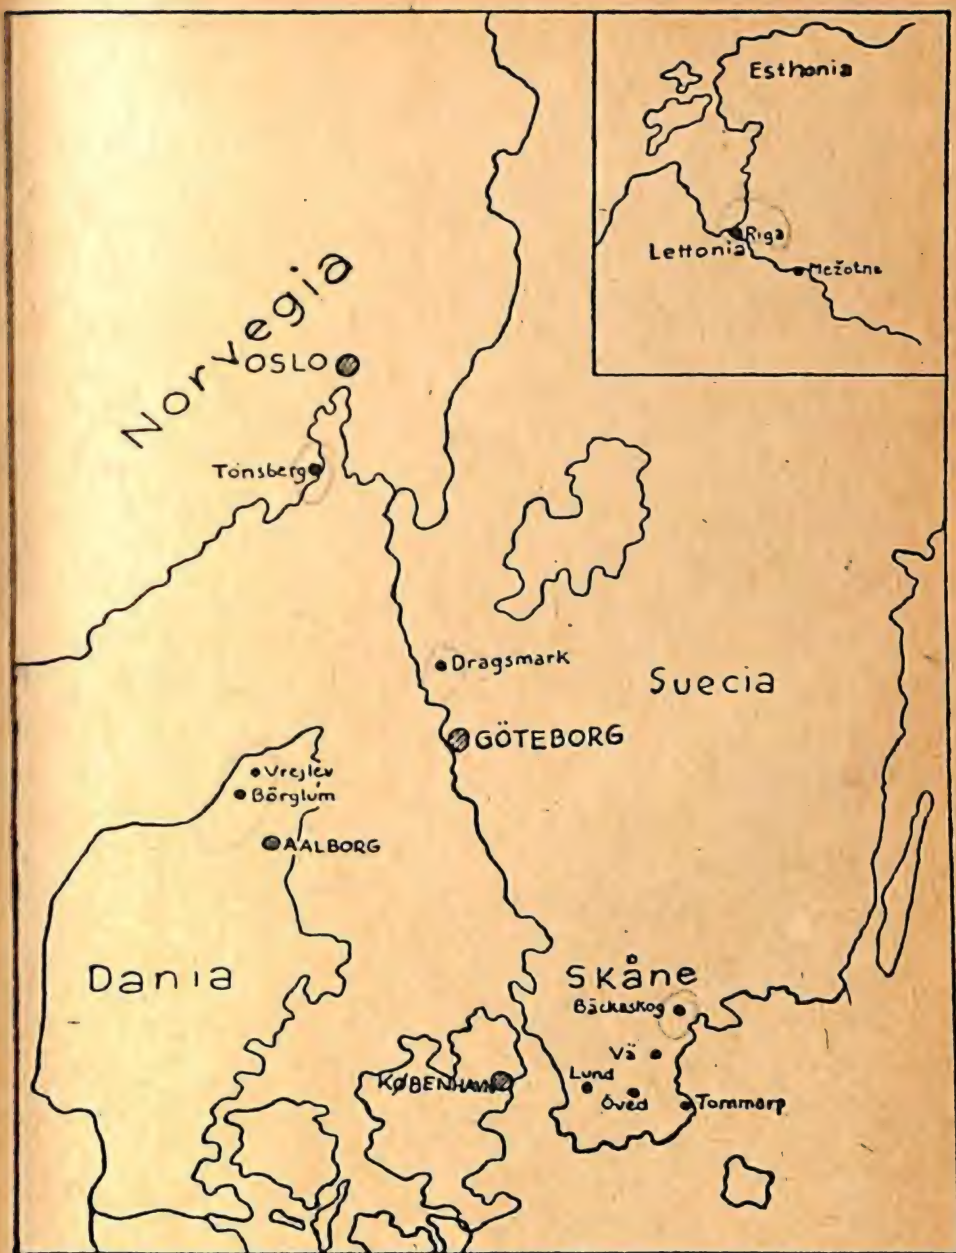 Esthonia
Riga
Lettonia
Mežotne
Norvegia
OSLO
Tönsberg
Dragsmark
Suecia
GÖTEBORG
Vrejlev
Börglum
AALBORG
Dania
Skåne
Bäckaskog
Vä
Lund
KØBENHAVN
Öved
Tommarp